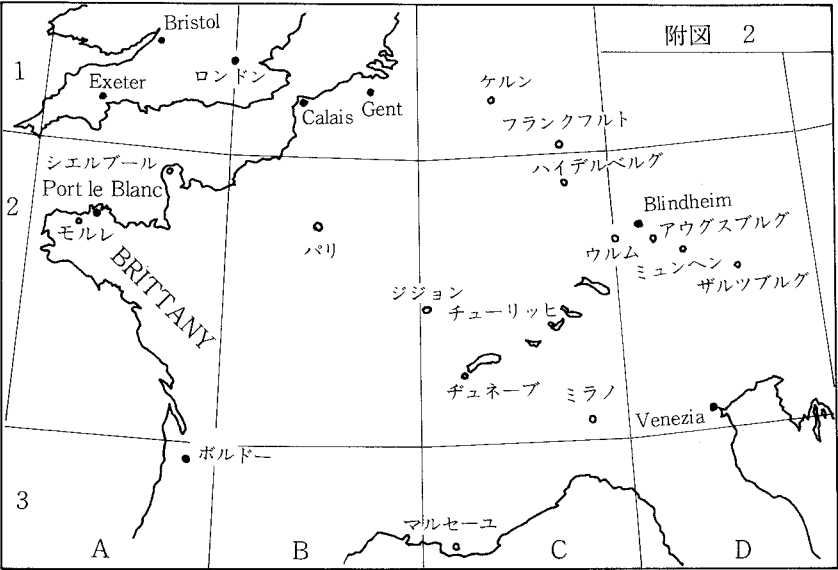 附図 2
Bristol
1
ロンドン
Exeter
Calais
Gent
ケルン
フランクフルト
シエルブール
ハイデルベルグ
Port le Blanc
2
モルレ
BRITTANY
パリ
Blindheim
アウグスブルグ
ウルム
ミュンヘン
ザルツブルグ
ジジョン
チューリッヒ
ヂュネーブ
ミラノ
Venezia
ボルドー
3
マルセーユ
A
B
C
D